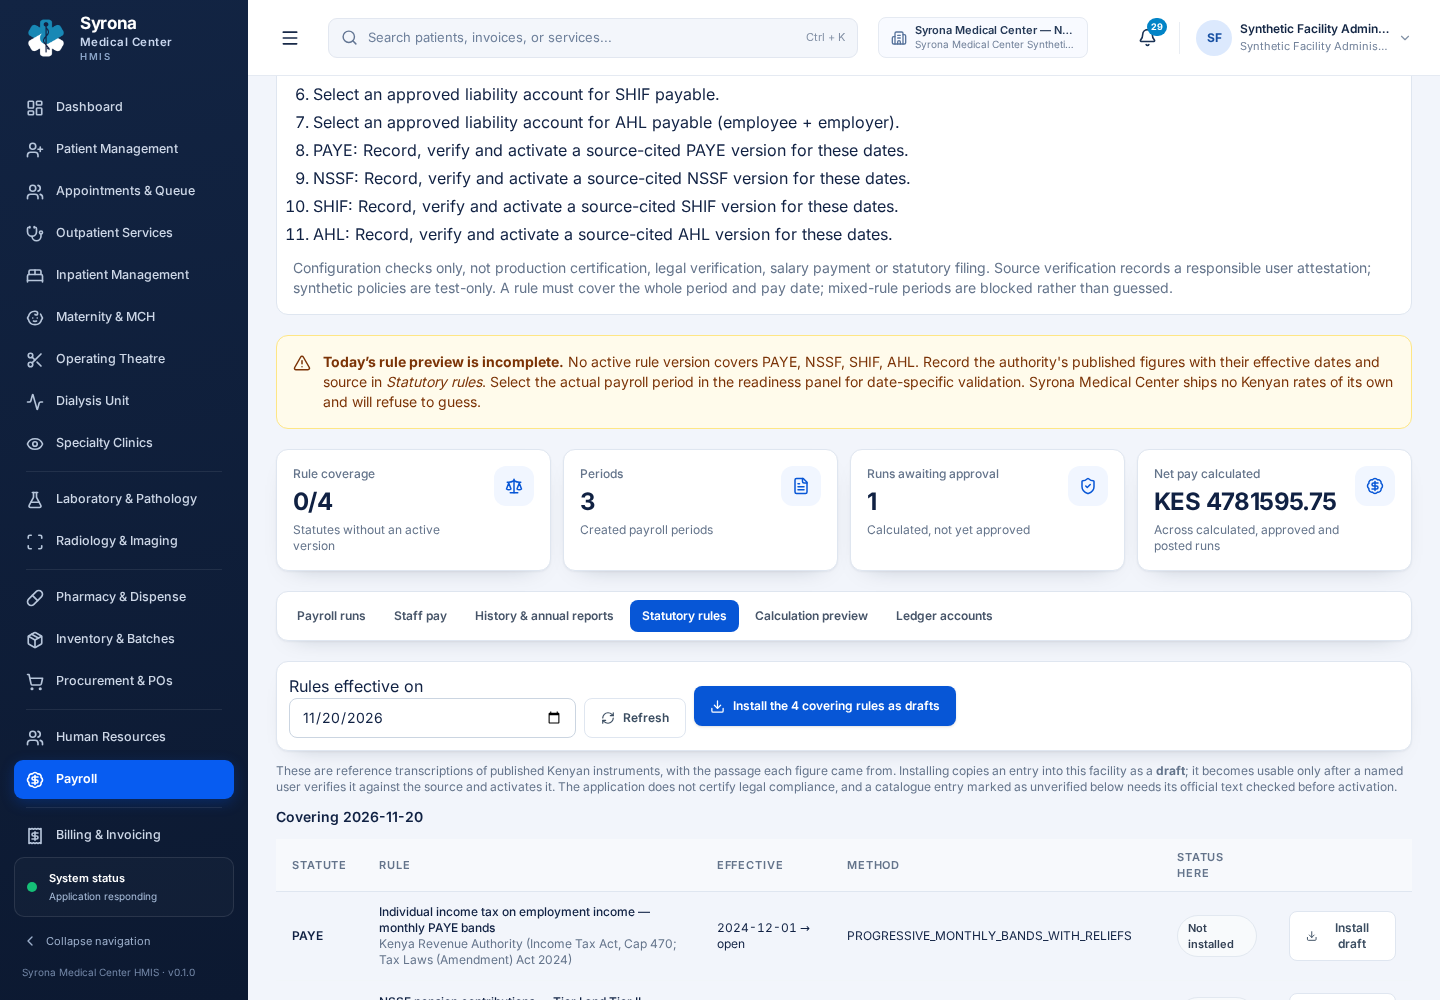 Syrona
Medical Center
HMIS
Dashboard
Patient Management
Appointments & Queue
Outpatient Services
Inpatient Management
Maternity & MCH
Operating Theatre
Dialysis Unit
Specialty Clinics
Laboratory & Pathology
Radiology & Imaging
Pharmacy & Dispense
Inventory & Batches
Procurement & POs
Human Resources
Payroll
Billing & Invoicing
System status
Application responding
Collapse navigation
Syrona Medical Center HMIS · v0.1.0
Search patients, invoices, or services...
Ctrl + K
Syrona Medical Center — N...
Syrona Medical Center Syntheti...
29
SF
Synthetic Facility Admin...
Synthetic Facility Adminis...
6. Select an approved liability account for SHIF payable.
7. Select an approved liability account for AHL payable (employee + employer).
8. PAYE: Record, verify and activate a source-cited PAYE version for these dates.
9. NSSF: Record, verify and activate a source-cited NSSF version for these dates.
10. SHIF: Record, verify and activate a source-cited SHIF version for these dates.
11. AHL: Record, verify and activate a source-cited AHL version for these dates.
Configuration checks only, not production certification, legal verification, salary payment or statutory filing. Source verification records a responsible user attestation;
synthetic policies are test-only. A rule must cover the whole period and pay date; mixed-rule periods are blocked rather than guessed.
Today's rule preview is incomplete. No active rule version covers PAYE, NSSF, SHIF, AHL. Record the authority's published figures with their effective dates and
source in Statutory rules. Select the actual payroll period in the readiness panel for date-specific validation. Syrona Medical Center ships no Kenyan rates of its own
and will refuse to guess.
Rule coverage
0/4
Statutes without an active
version
Periods
3
Created payroll periods
Runs awaiting approval
1
Calculated, not yet approved
Net pay calculated
KES 4781595.75
Across calculated, approved and
posted runs
Payroll runs
Staff pay
History & annual reports
Statutory rules
Calculation preview
Ledger accounts
Rules effective on
11/20/2026
Refresh
Install the 4 covering rules as drafts
These are reference transcriptions of published Kenyan instruments, with the passage each figure came from. Installing copies an entry into this facility as a draft; it becomes usable only after a named
user verifies it against the source and activates it. The application does not certify legal compliance, and a catalogue entry marked as unverified below needs its official text checked before activation.
Covering 2026-11-20
STATUTE
RULE
EFFECTIVE
METHOD
STATUS
HERE
PAYE
Individual income tax on employment income —
monthly PAYE bands
Kenya Revenue Authority (Income Tax Act, Cap 470;
Tax Laws (Amendment) Act 2024)
2024-12-01 →
open
PROGRESSIVE_MONTHLY_BANDS_WITH_RELIEFS
Not
installed
Install
draft